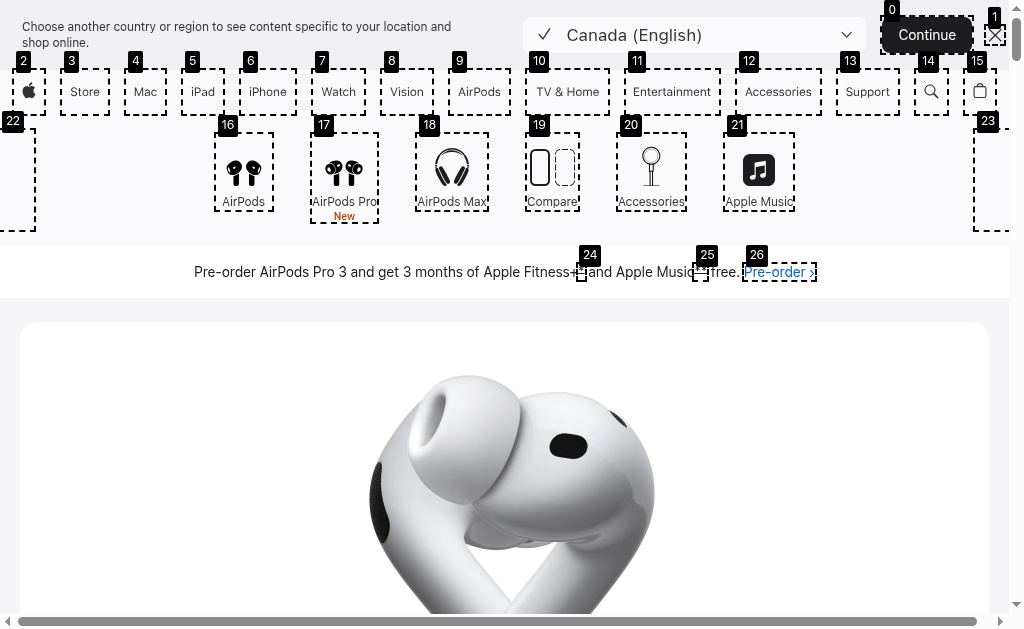 Choose another country or region to see content specific to your location and
shop online.
Canada (English)
0
Continue
1
2
3
Store
4
Mac
5
iPad
6
iPhone
7
Watch
8
Vision
9
AirPods
10
TV & Home
11
Entertainment
12
Accessories
13
Support
14
15
22
23
16
AirPods
17
AirPods Pro
New
18
AirPods Max
19
Compare
20
Accessories
21
Apple Music
24
25
26
Pre-order AirPods Pro 3 and get 3 months of Apple Fitness+* and Apple Music** free. Pre-order ›